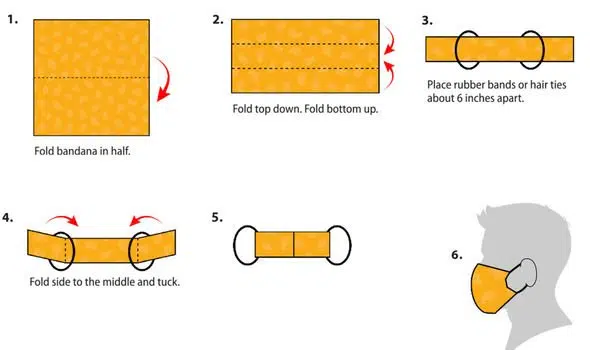 1.
Fold bandana in half.
2.
Fold top down. Fold bottom up.
3.
Place rubber bands or hair ties
about 6 inches apart.
4.
Fold side to the middle and tuck.
5.
6.